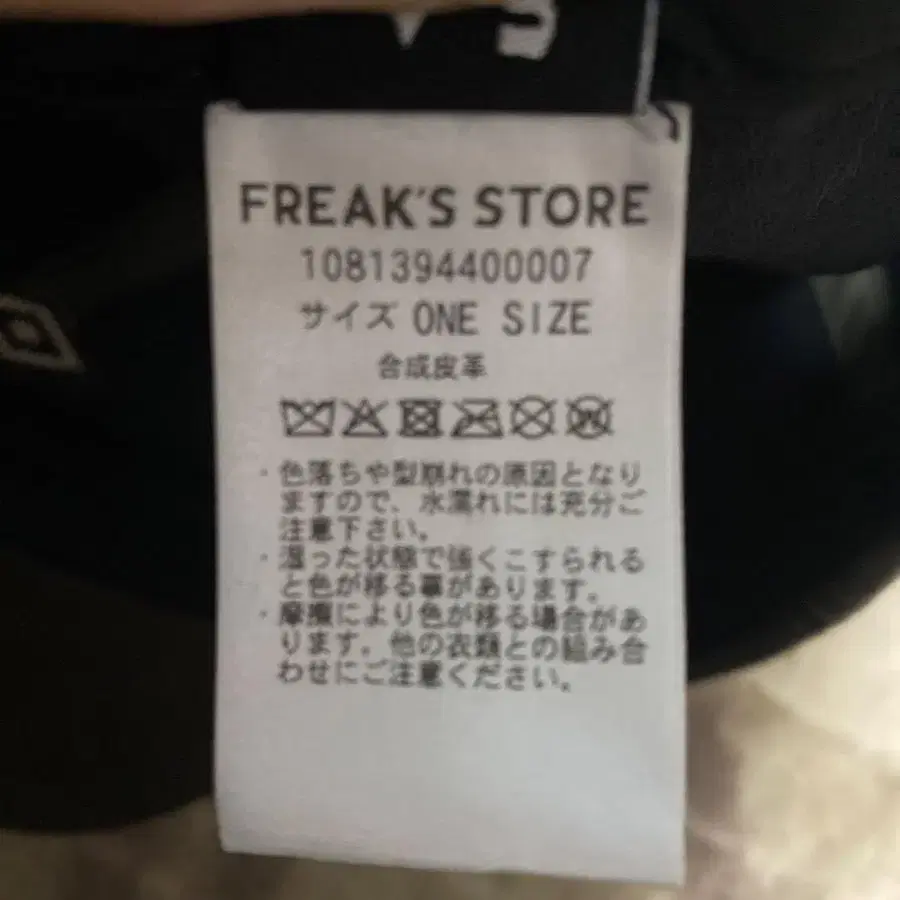 FREAK'S STORE
1081394400007
サイズ ONE SIZE
合成皮革
・色落ちや型崩れの原因となり
ますので、水濡れには充分ご
注意下さい。
・湿った状態で強くこすられる
と色が移る事があります。
・摩擦により色が移る場合があ
ります。他の衣類との組み合
わせにご注意ください。